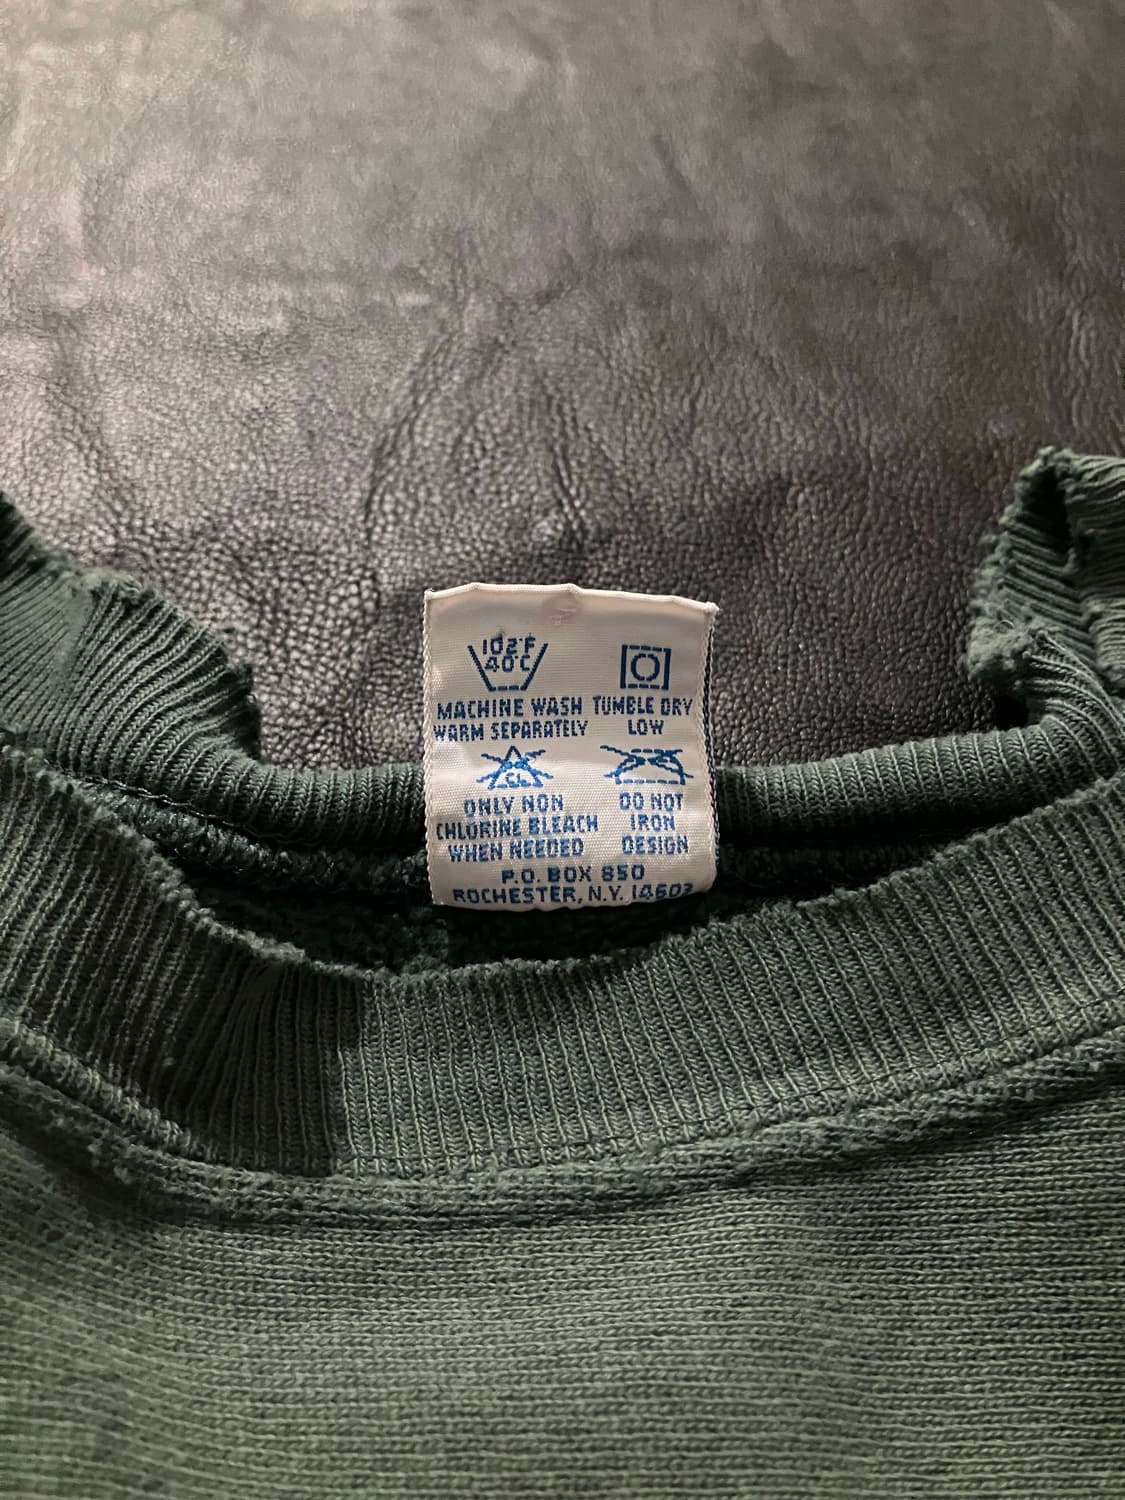 102°F
40°C
MACHINE WASH
WARM SEPARATELY
TUMBLE DRY
LOW
CL
ONLY NON
CHLORINE BLEACH
WHEN NEEDED
DO NOT
IRON
DESIGN
P.O. BOX 850
ROCHESTER, N.Y. 14603